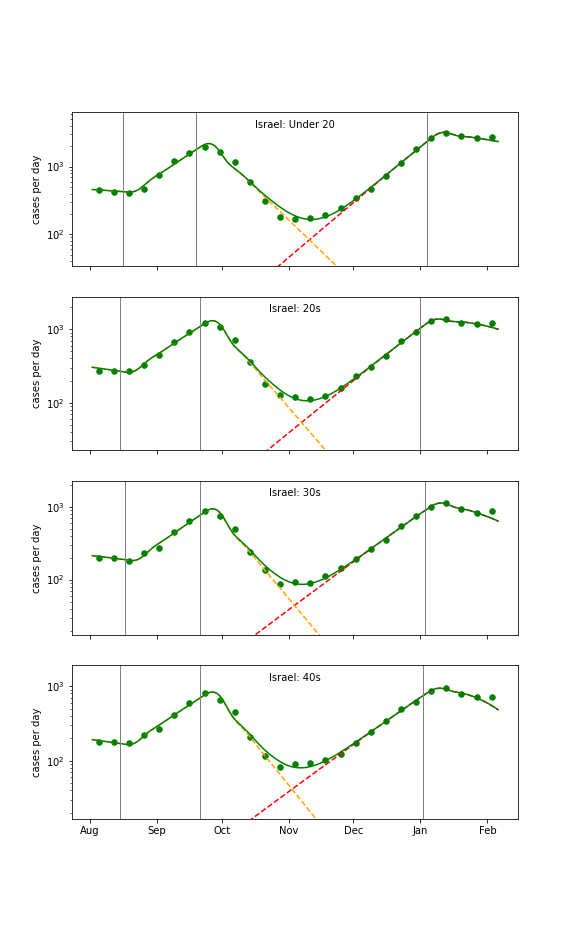 Israel: Under 20
cases per day
10³
10²
Israel: 20s
cases per day
10³
10²
Israel: 30s
cases per day
10³
10²
Israel: 40s
cases per day
10³
10²
Aug Sep Oct Nov Dec Jan Feb